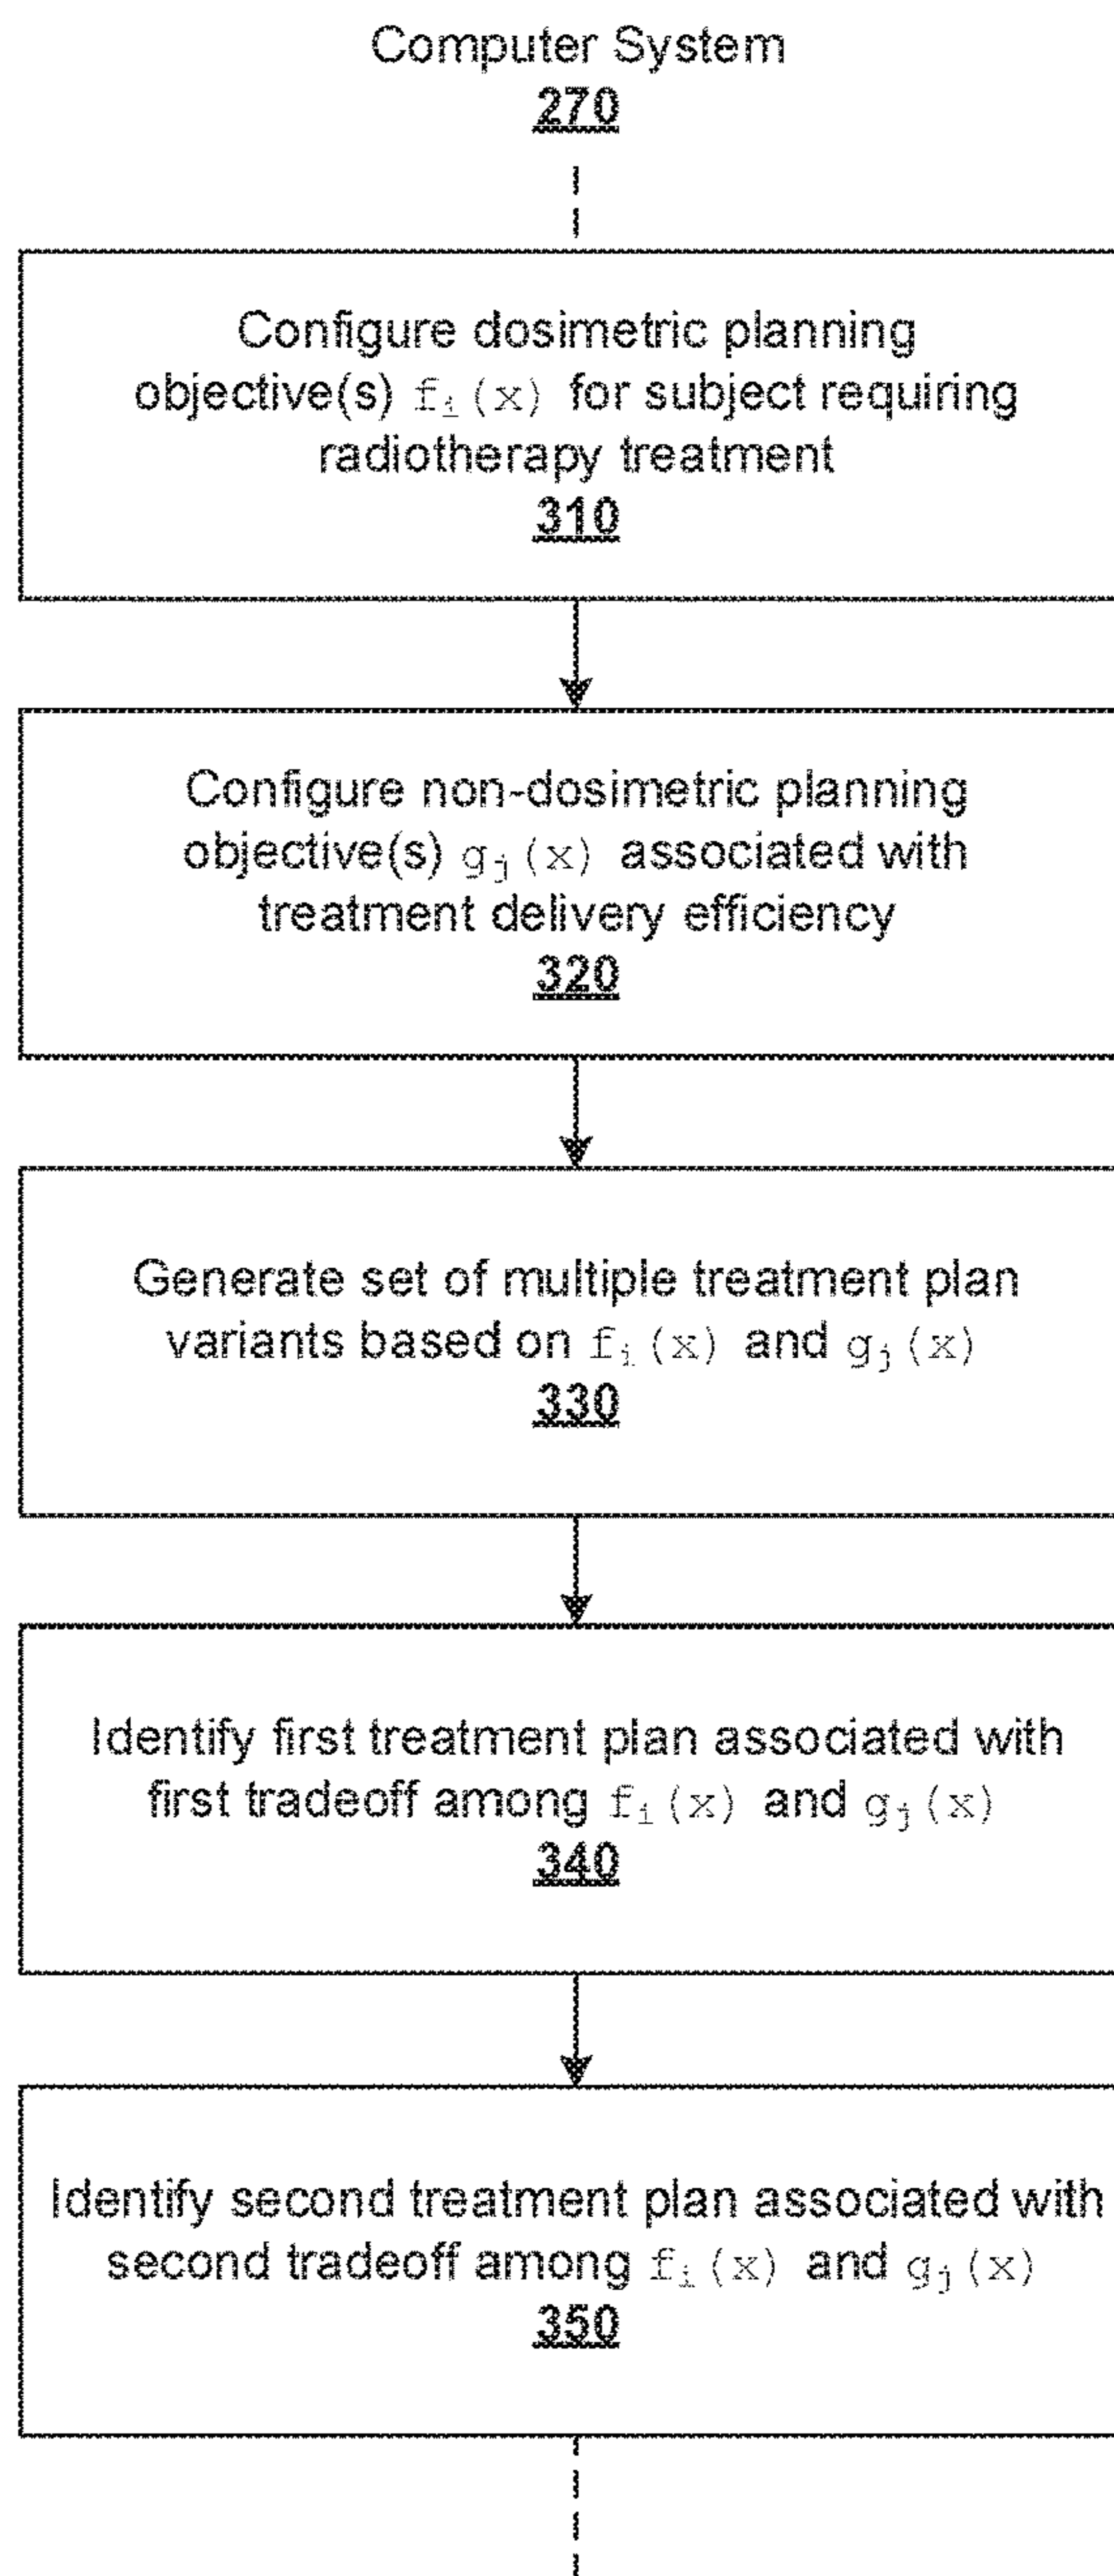 Computer System
270
Configure dosimetric planning
objective(s) fᵢ(x) for subject requiring
radiotherapy treatment
310
Configure non-dosimetric planning
objective(s) gⱼ(x) associated with
treatment delivery efficiency
320
Generate set of multiple treatment plan
variants based on fᵢ(x) and gⱼ(x)
330
Identify first treatment plan associated with
first tradeoff among fᵢ(x) and gⱼ(x)
340
Identify second treatment plan associated with
second tradeoff among fᵢ(x) and gⱼ(x)
350